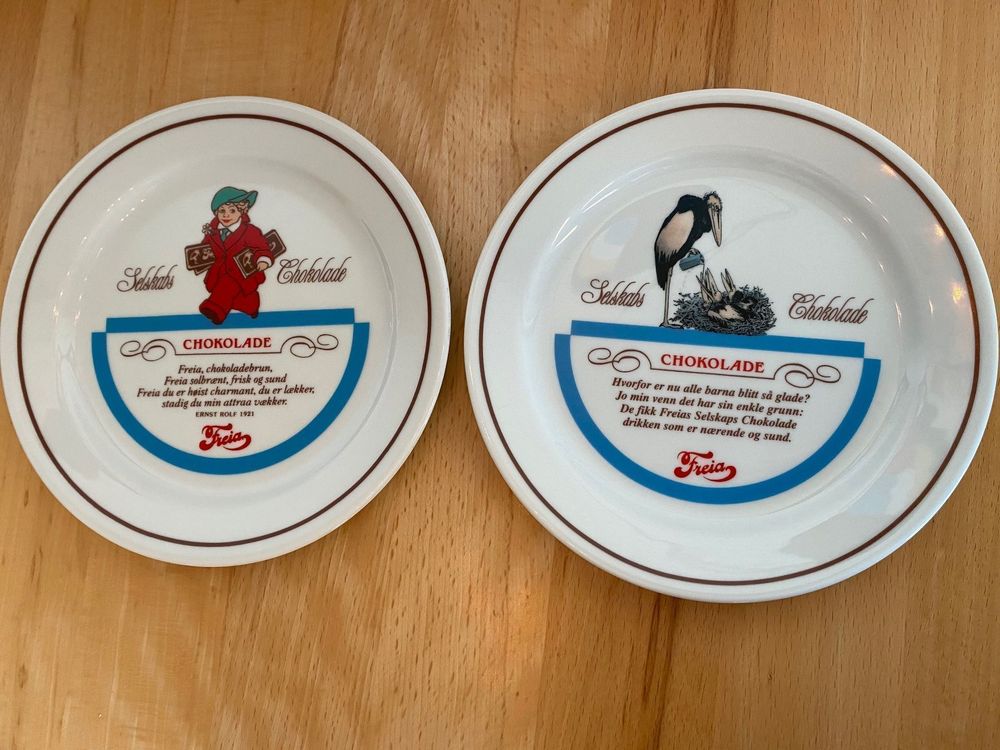 Selskabs Chokolade
CHOKOLADE
Freia, chokoladebrun,
Freia solbrænt, frisk og sund
Freia du er høist charmant, du er lækker,
stadig du min attraa vækker.
ERNST ROLF 1921
Freia
Selskabs Chokolade
CHOKOLADE
Hvorfor er nu alle barna blitt så glade?
Jo min venn det har sin enkle grunn:
De fikk Freias Selskaps Chokolade
drikken som er nærende og sund.
Freia